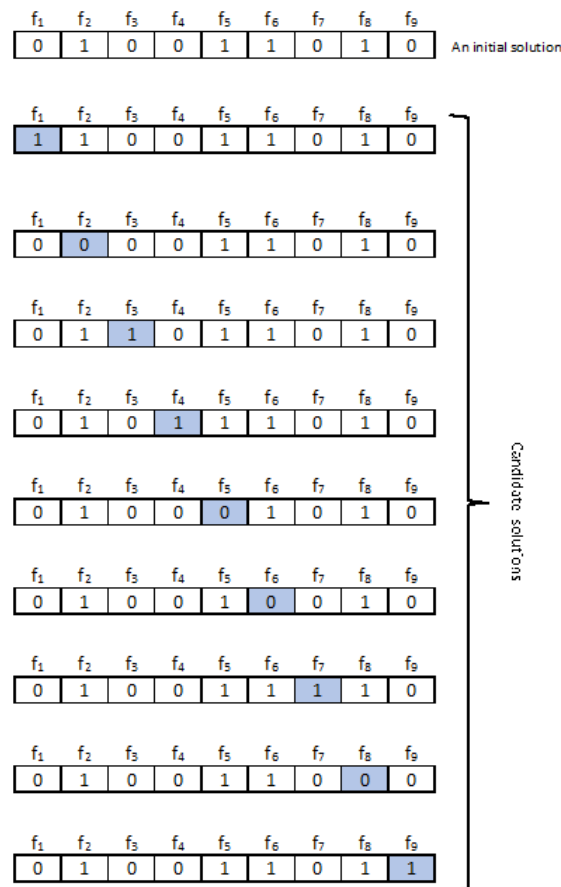 f₁ f₂ f₃ f₄ f₅ f₆ f₇ f₈ f₉
0 1 0 0 1 1 0 1 0 An initial solution
f₁ f₂ f₃ f₄ f₅ f₆ f₇ f₈ f₉
1 1 0 0 1 1 0 1 0
f₁ f₂ f₃ f₄ f₅ f₆ f₇ f₈ f₉
0 0 0 0 1 1 0 1 0
f₁ f₂ f₃ f₄ f₅ f₆ f₇ f₈ f₉
0 1 1 0 1 1 0 1 0
f₁ f₂ f₃ f₄ f₅ f₆ f₇ f₈ f₉
0 1 0 1 1 1 0 1 0
f₁ f₂ f₃ f₄ f₅ f₆ f₇ f₈ f₉
0 1 0 0 0 1 0 1 0
f₁ f₂ f₃ f₄ f₅ f₆ f₇ f₈ f₉
0 1 0 0 1 0 0 1 0
f₁ f₂ f₃ f₄ f₅ f₆ f₇ f₈ f₉
0 1 0 0 1 1 1 1 0
f₁ f₂ f₃ f₄ f₅ f₆ f₇ f₈ f₉
0 1 0 0 1 1 0 0 0
f₁ f₂ f₃ f₄ f₅ f₆ f₇ f₈ f₉
0 1 0 0 1 1 0 1 1
Candidate solutions